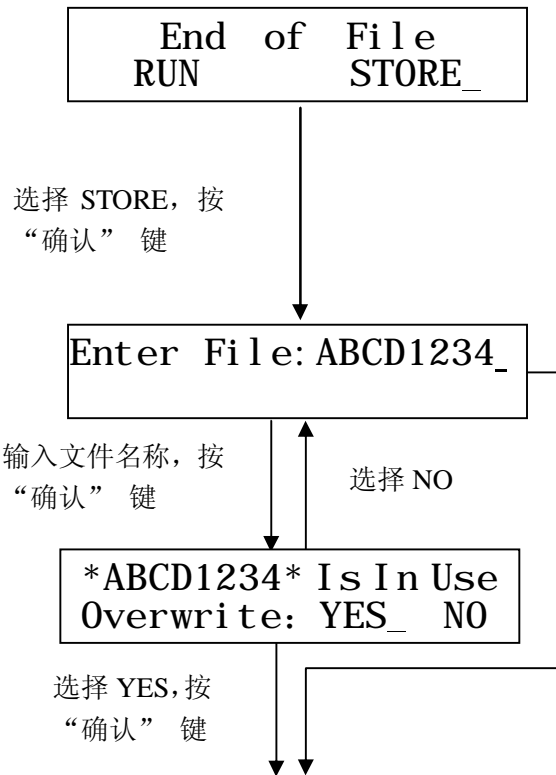 End of File
RUN STORE_
选择 STORE，按
“确认” 键
Enter File:ABCD1234_
输入文件名称，按
“确认” 键
选择 NO
*ABCD1234* Is In Use
Overwrite: YES_ NO
选择 YES，按
“确认” 键